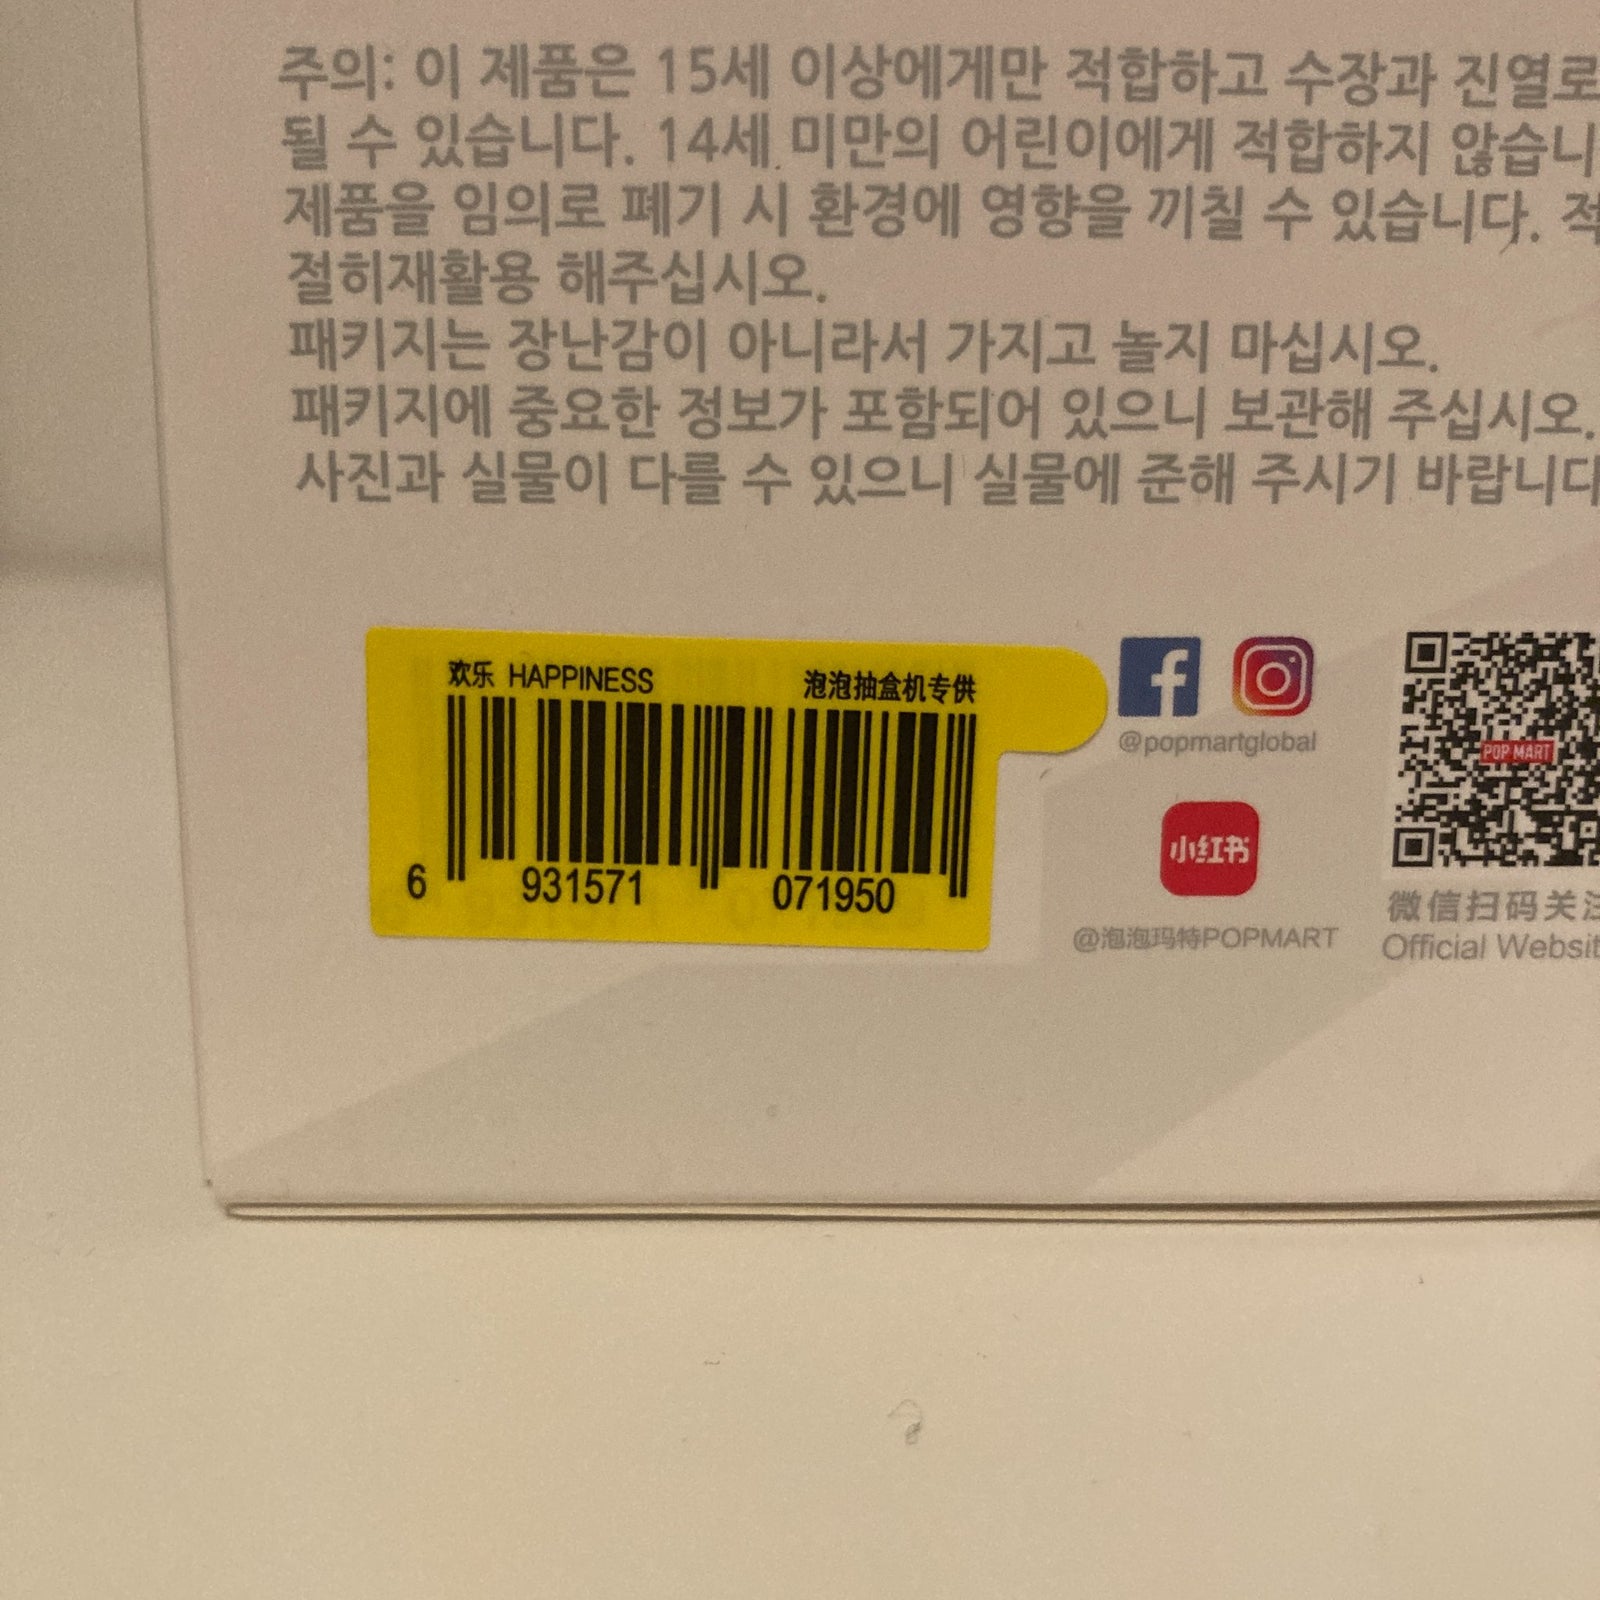 주의: 이 제품은 15세 이상에게만 적합하고 수장과 진열로
될 수 있습니다. 14세 미만의 어린이에게 적합하지 않습니
제품을 임의로 폐기 시 환경에 영향을 끼칠 수 있습니다. 적
절히재활용 해주십시오.
패키지는 장난감이 아니라서 가지고 놀지 마십시오.
패키지에 중요한 정보가 포함되어 있으니 보관해 주십시오.
사진과 실물이 다를 수 있으니 실물에 준해 주시기 바랍니다
欢乐 HAPPINESS 泡泡抽盒机专供
6 931571 071950
@popmartglobal
POP MART
小红书
@泡泡玛特POPMART
微信扫码关注
Official Websit